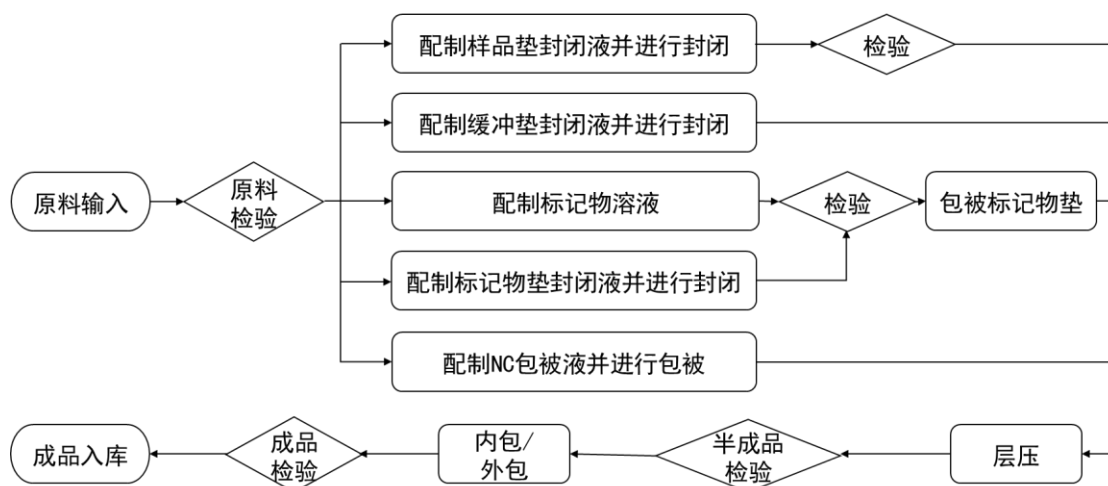 配制样品垫封闭液并进行封闭
检验
配制缓冲垫封闭液并进行封闭
原料输入
原料
检验
配制标记物溶液
检验
包被标记物垫
配制标记物垫封闭液并进行封闭
配制NC包被液并进行包被
成品入库
成品
检验
内包/
外包
半成品
检验
层压